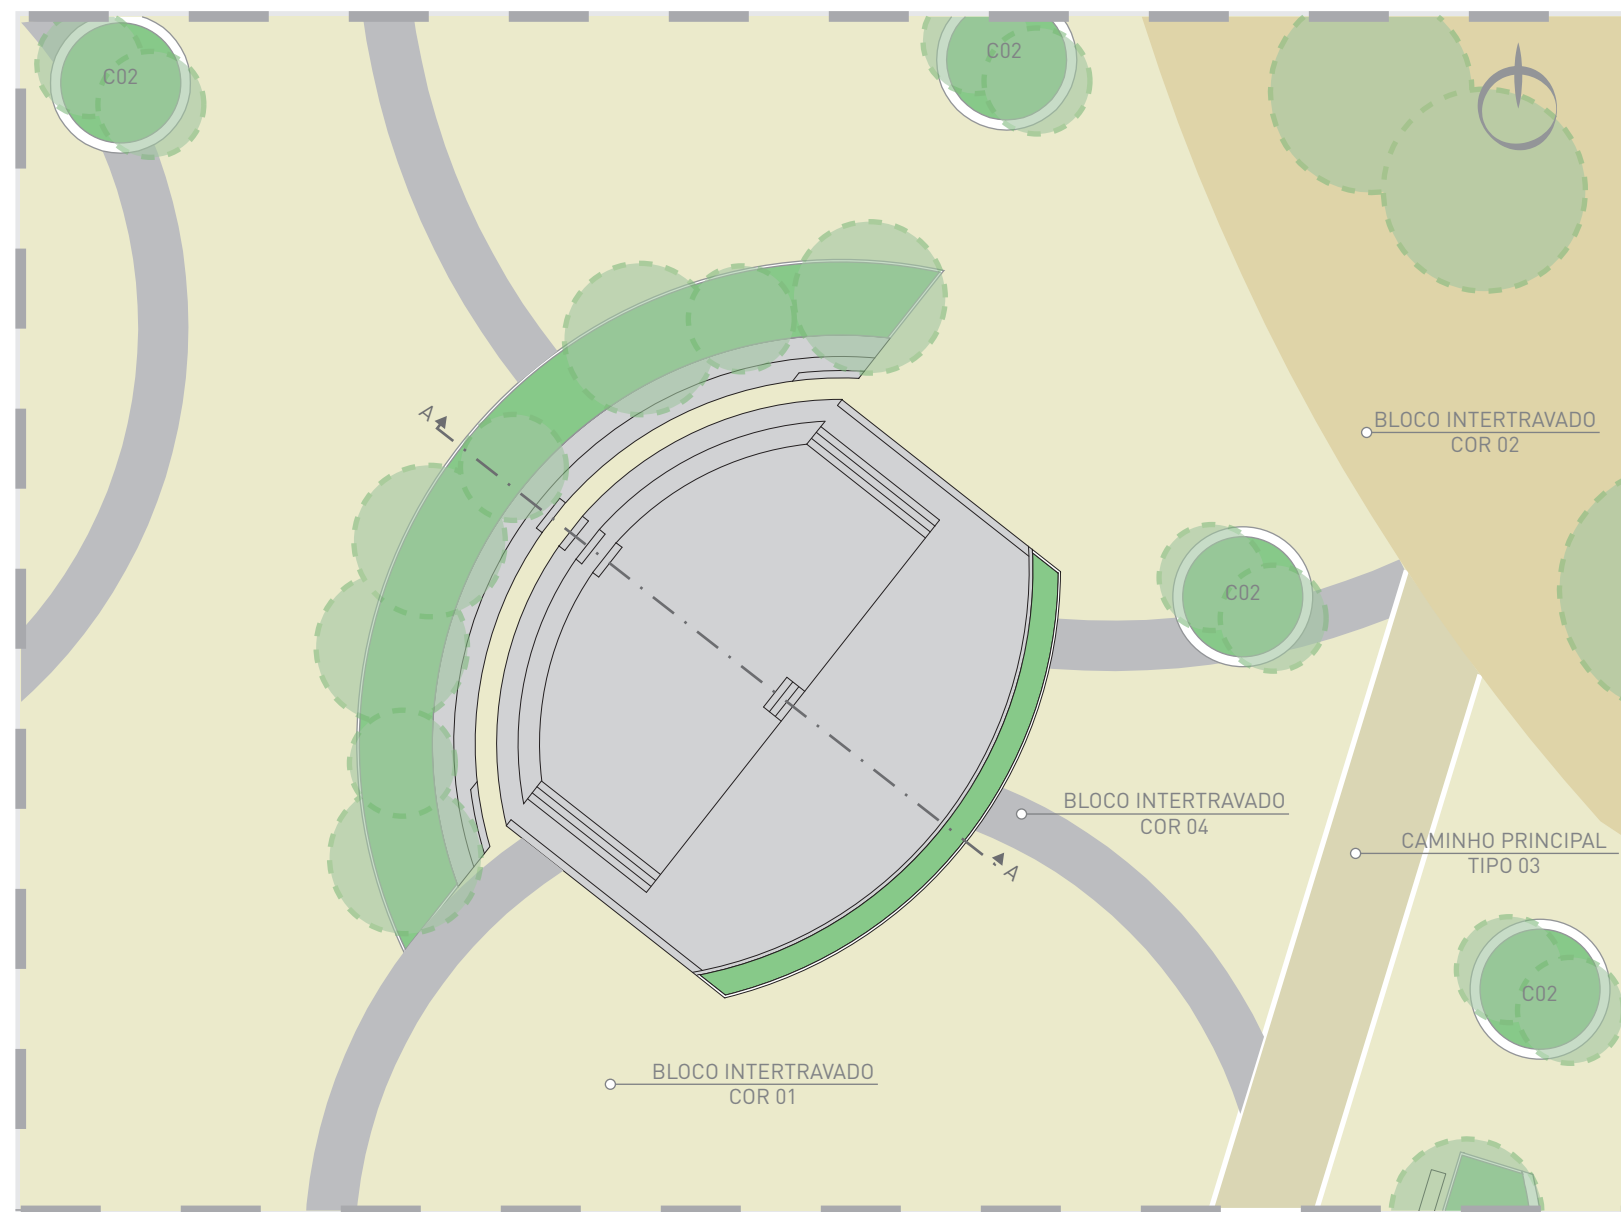 C02
C02
A
BLOCO INTERTRAVADO
COR 02
C02
BLOCO INTERTRAVADO
COR 04
CAMINHO PRINCIPAL
TIPO 03
A
C02
BLOCO INTERTRAVADO
COR 01